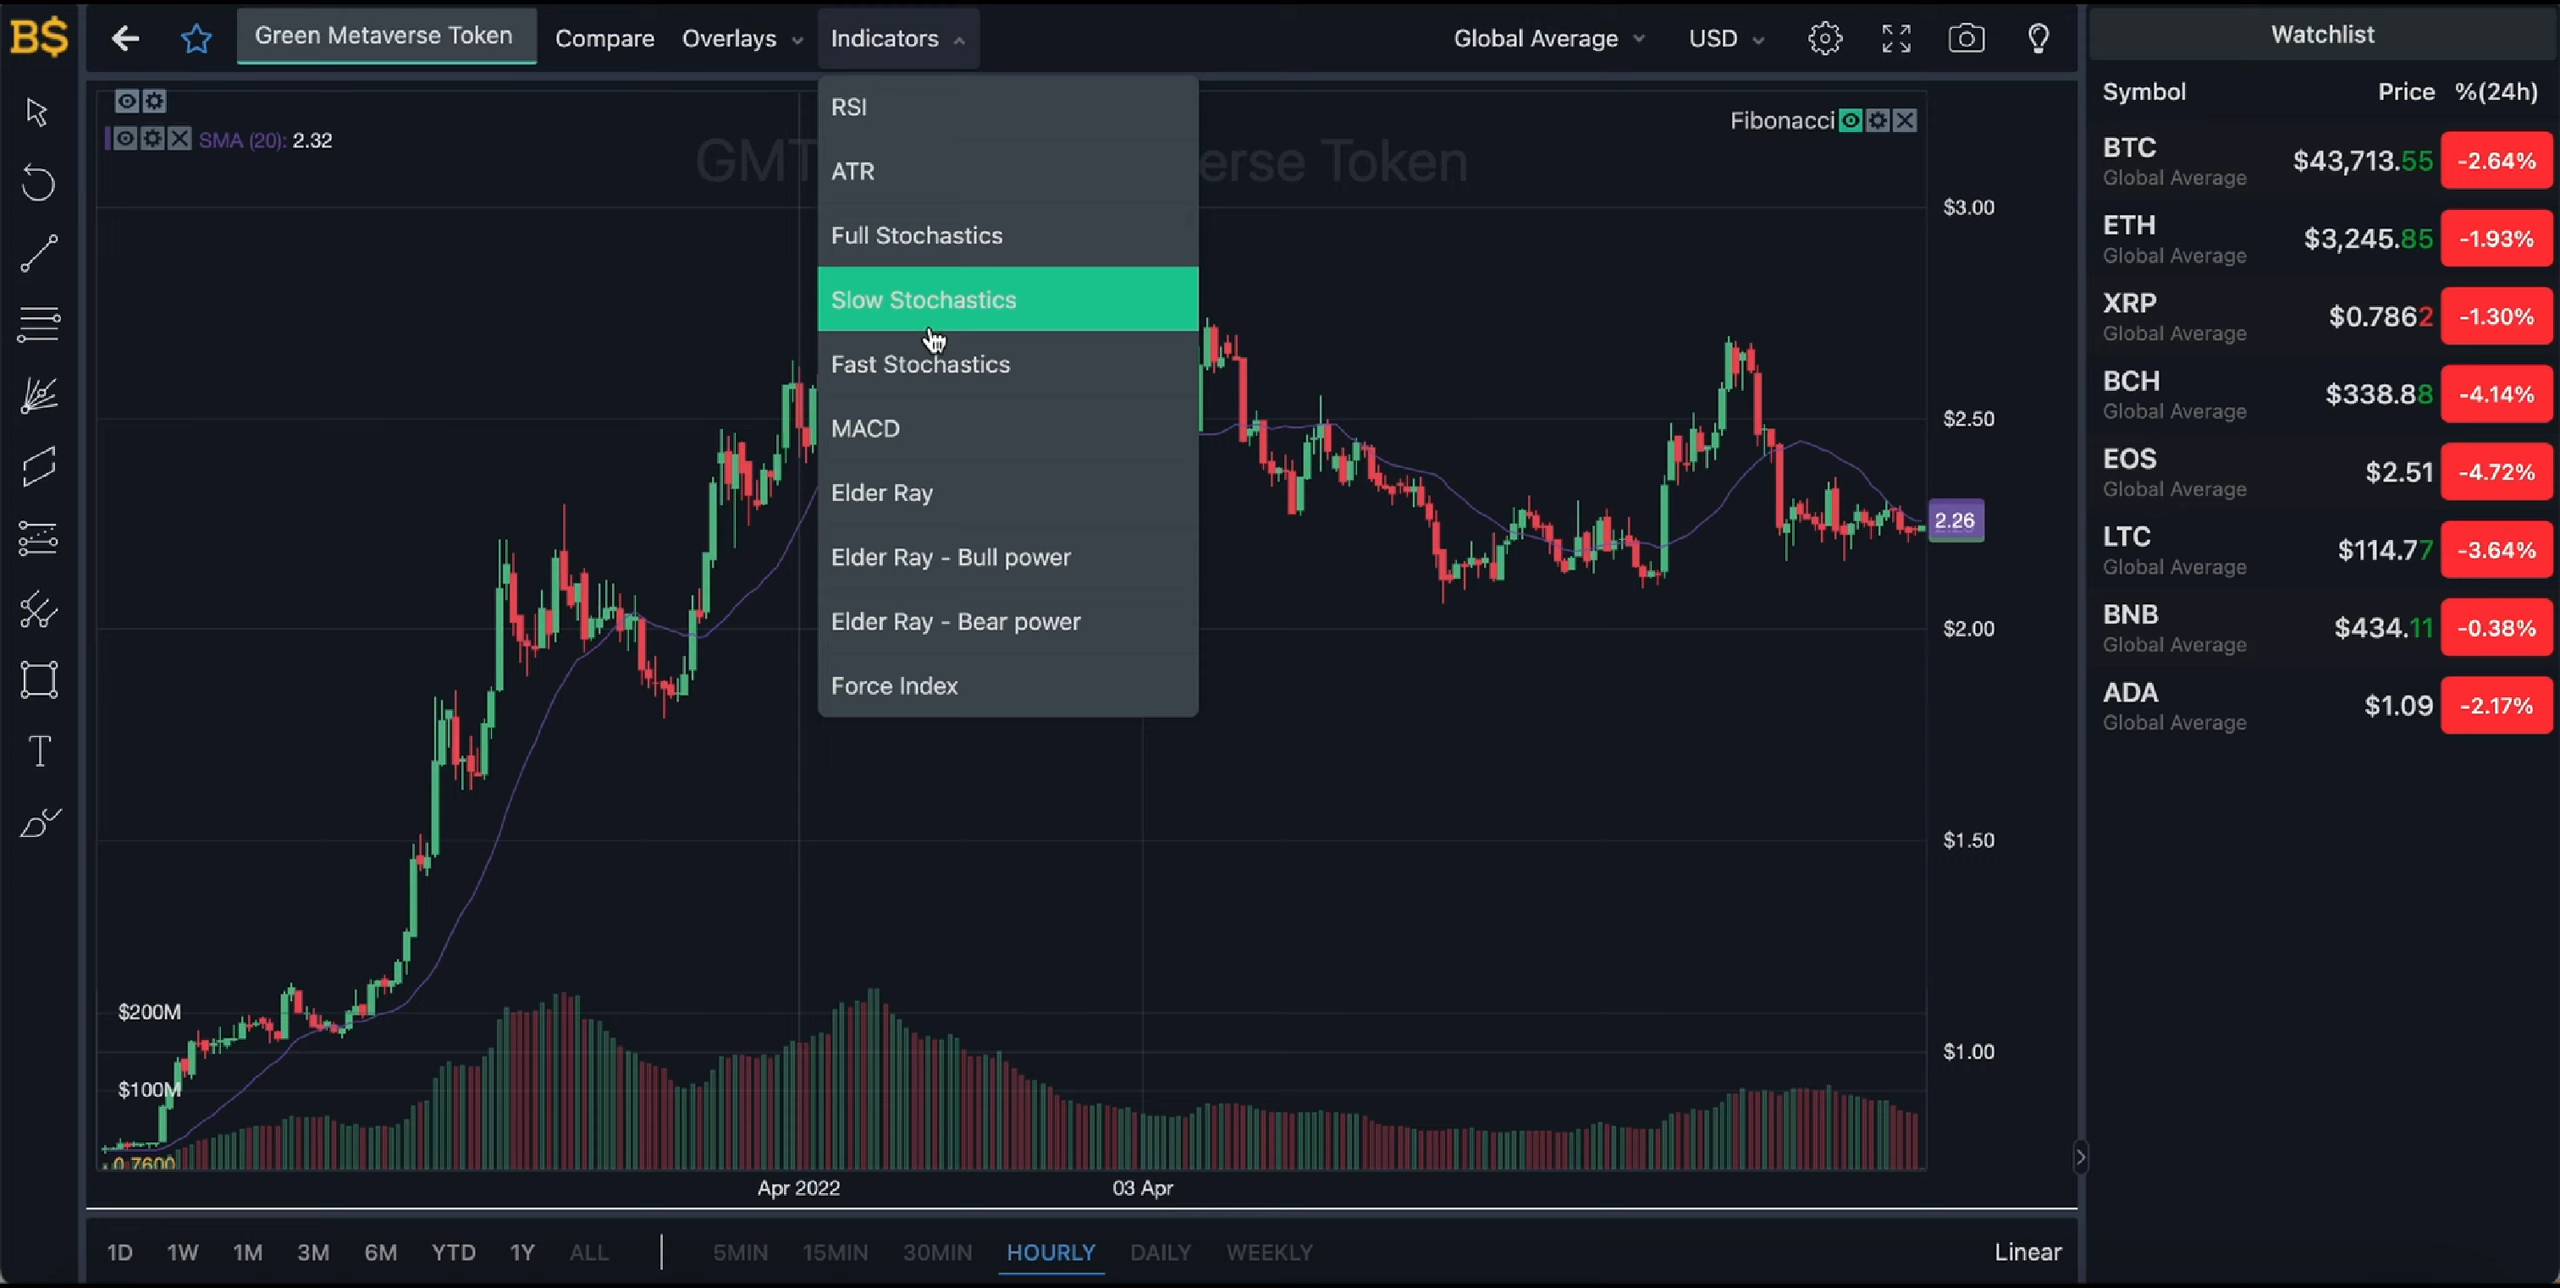 B$
Green Metaverse Token
Compare
Overlays
Indicators
Global Average
USD
Watchlist
SMA (20): 2.32
Fibonacci
GMT erse Token
RSI
ATR
Full Stochastics
Slow Stochastics
Fast Stochastics
MACD
Elder Ray
Elder Ray - Bull power
Elder Ray - Bear power
Force Index
$3.00
$2.50
2.26
$2.00
$1.50
$1.00
$200M
$100M
0.7600
Apr 2022
03 Apr
1D 1W 1M 3M 6M YTD 1Y ALL
5MIN 15MIN 30MIN HOURLY DAILY WEEKLY
Linear
Symbol Price %(24h)
BTC $43,713.55 -2.64%
Global Average
ETH $3,245.85 -1.93%
Global Average
XRP $0.7862 -1.30%
Global Average
BCH $338.88 -4.14%
Global Average
EOS $2.51 -4.72%
Global Average
LTC $114.77 -3.64%
Global Average
BNB $434.11 -0.38%
Global Average
ADA $1.09 -2.17%
Global Average